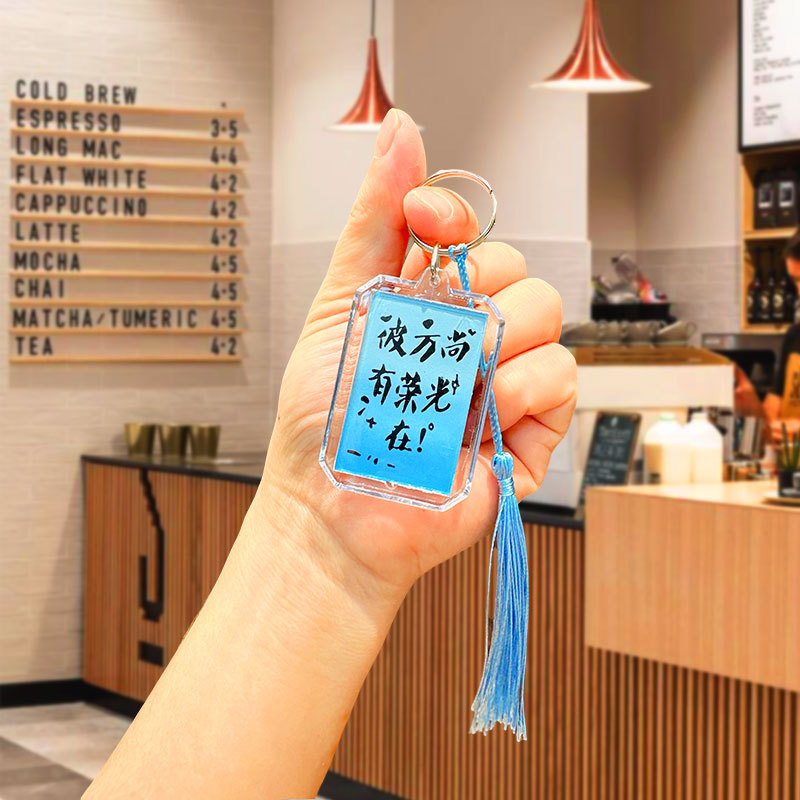 COLD BREW
ESPRESSO 3·5
LONG MAC 4·4
FLAT WHITE 4·2
CAPPUCCINO 4·2
LATTE 4·2
MOCHA 4·5
CHAI 4·5
MATCHA/TUMERIC 4·5
TEA 4·2
彼方尚
有荣光
在!